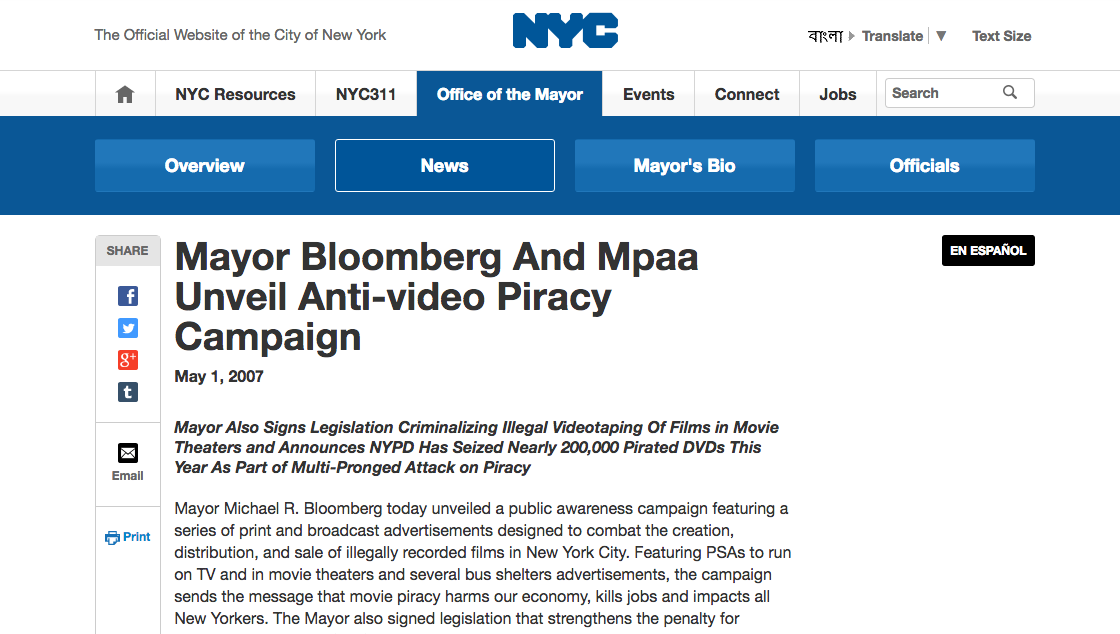 The Official Website of the City of New York
NYC
বাংলা
Translate
Text Size
NYC Resources
NYC311
Office of the Mayor
Events
Connect
Jobs
Search
Overview
News
Mayor's Bio
Officials
SHARE
f
g+
t
Email
Print
Mayor Bloomberg And Mpaa
Unveil Anti-video Piracy
Campaign
EN ESPAÑOL
May 1, 2007
Mayor Also Signs Legislation Criminalizing Illegal Videotaping Of Films in Movie
Theaters and Announces NYPD Has Seized Nearly 200,000 Pirated DVDs This
Year As Part of Multi-Pronged Attack on Piracy
Mayor Michael R. Bloomberg today unveiled a public awareness campaign featuring a
series of print and broadcast advertisements designed to combat the creation,
distribution, and sale of illegally recorded films in New York City. Featuring PSAs to run
on TV and in movie theaters and several bus shelters advertisements, the campaign
sends the message that movie piracy harms our economy, kills jobs and impacts all
New Yorkers. The Mayor also signed legislation that strengthens the penalty for